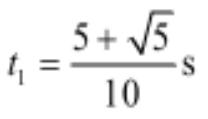 t₁ = (5 + √5)/10 s